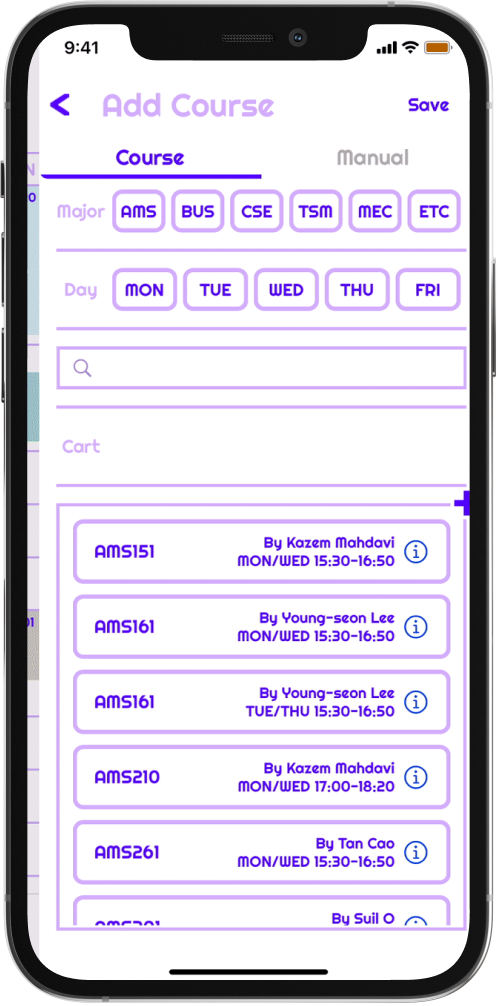 9:41
Add Course
Save
Course
Manual
Major
AMS
BUS
CSE
TSM
MEC
ETC
Day
MON
TUE
WED
THU
FRI
Cart
AMS151
By Kazem Mahdavi
MON/WED 15:30-16:50
AMS161
By Young-seon Lee
MON/WED 15:30-16:50
AMS161
By Young-seon Lee
TUE/THU 15:30-16:50
AMS210
By Kazem Mahdavi
MON/WED 17:00-18:20
AMS261
By Tan Cao
MON/WED 15:30-16:50
By Suil O